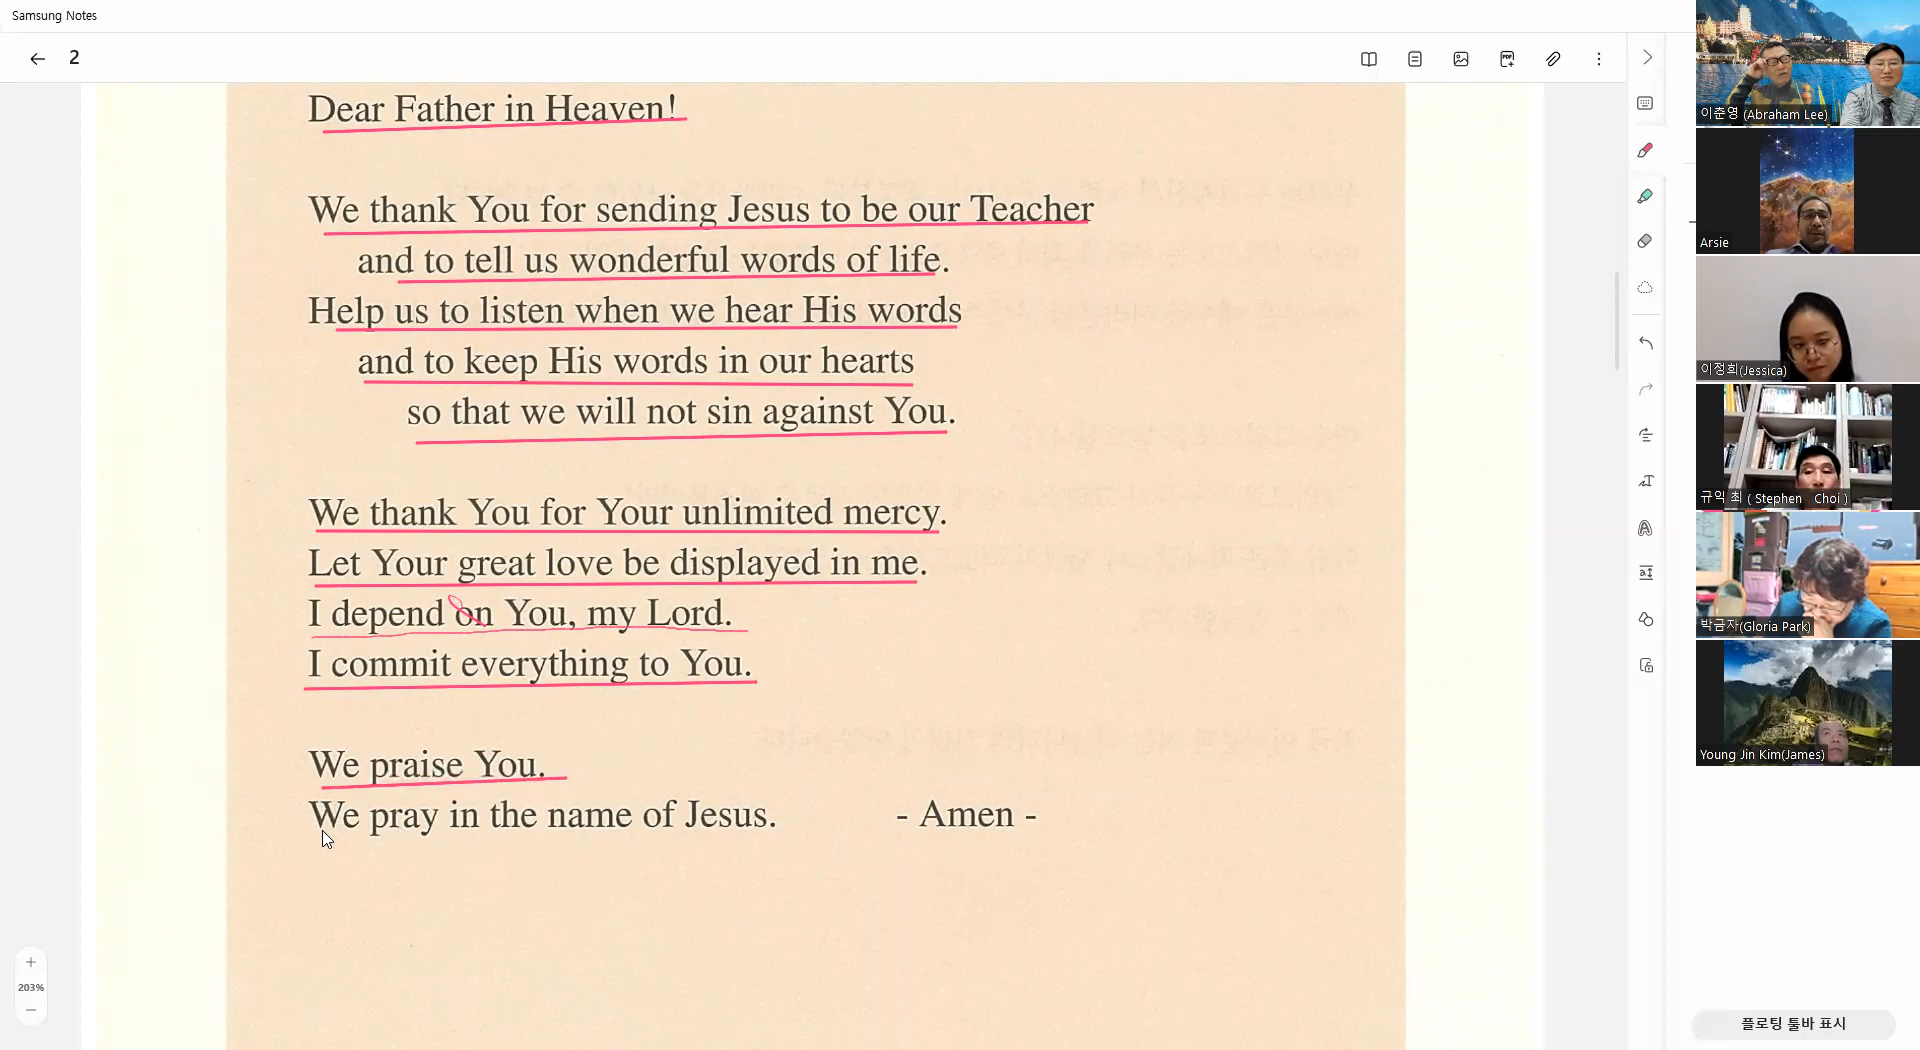 Samsung Notes
2
Dear Father in Heaven!
We thank You for sending Jesus to be our Teacher
and to tell us wonderful words of life.
Help us to listen when we hear His words
and to keep His words in our hearts
so that we will not sin against You.
We thank You for Your unlimited mercy.
Let Your great love be displayed in me.
I depend on You, my Lord.
I commit everything to You.
We praise You.
We pray in the name of Jesus. - Amen -
203%
이춘영 (Abraham Lee)
Arsie
이정희(Jessica)
규익 최 ( Stephen Choi )
박금자(Gloria Park)
Young Jin Kim(James)
플로팅 툴바 표시